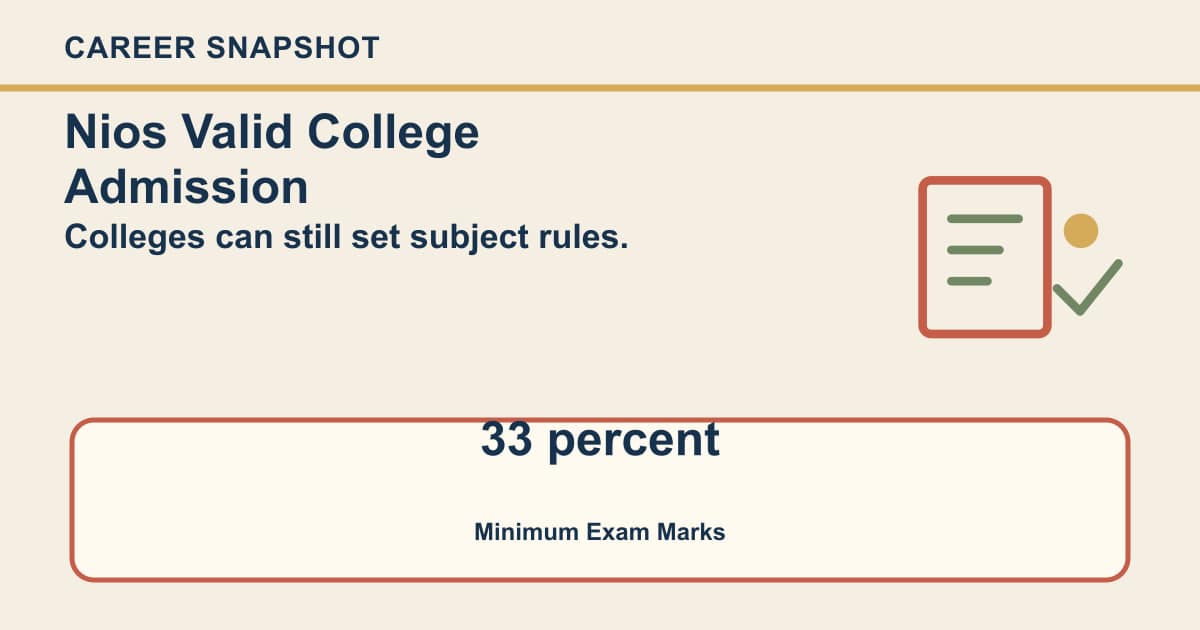 CAREER SNAPSHOT
Nios Valid College
Admission
Colleges can still set subject rules.
33 percent
Minimum Exam Marks